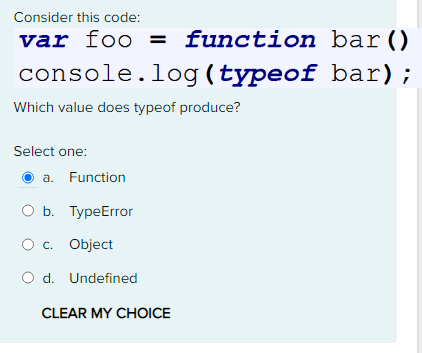 Consider this code:
var foo = function bar()
console.log(typeof bar);
Which value does typeof produce?
Select one:
a. Function
b. TypeError
c. Object
d. Undefined
CLEAR MY CHOICE